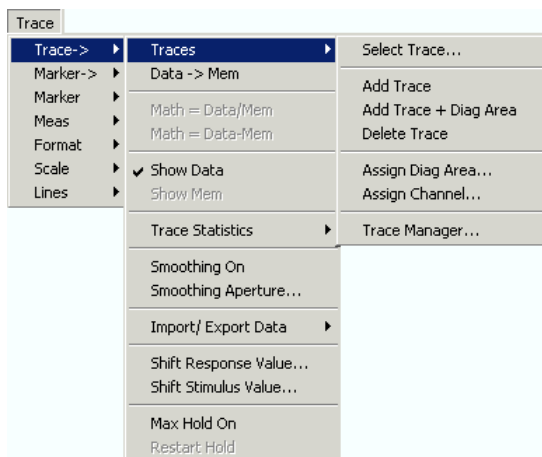 Trace
Trace->
Marker->
Marker
Meas
Format
Scale
Lines
Traces
Data -> Mem
Math = Data/Mem
Math = Data-Mem
Show Data
Show Mem
Trace Statistics
Smoothing On
Smoothing Aperture...
Import/ Export Data
Shift Response Value...
Shift Stimulus Value...
Max Hold On
Restart Hold
Select Trace...
Add Trace
Add Trace + Diag Area
Delete Trace
Assign Diag Area...
Assign Channel...
Trace Manager...